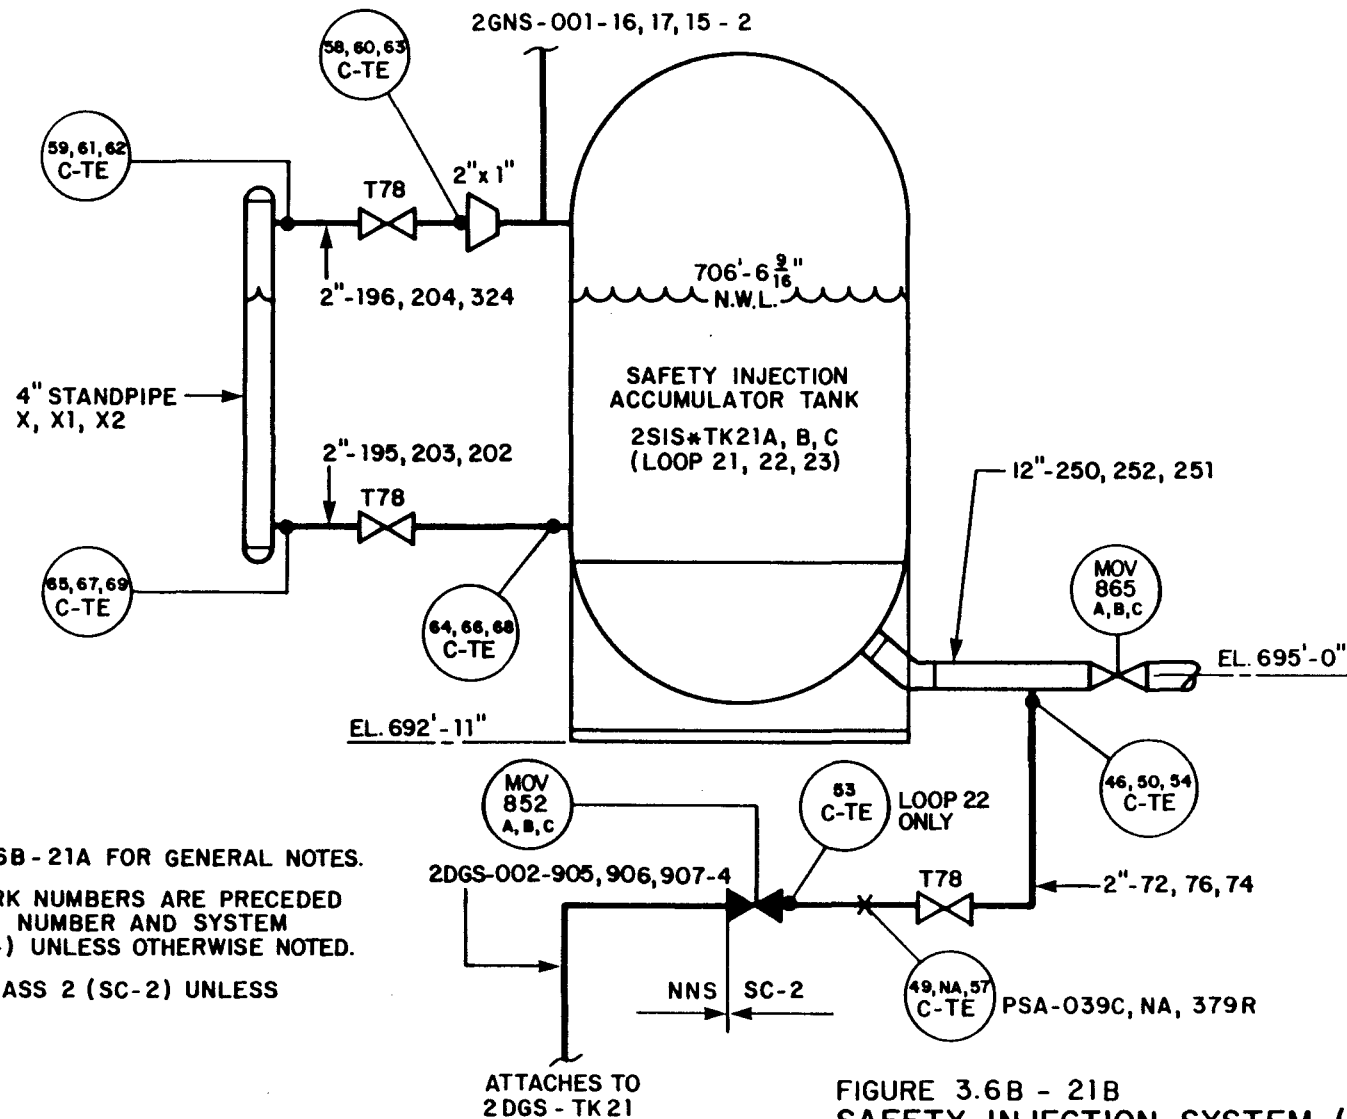 2GNS-001-16, 17, 15 - 2
58, 60, 63
C-TE
59, 61, 62
C-TE
T78
2" x 1"
2"-196, 204, 324
706'-6 9/16"
N.W.L.
4" STANDPIPE
X, X1, X2
SAFETY INJECTION
ACCUMULATOR TANK
2SIS*TK21A, B, C
(LOOP 21, 22, 23)
2"-195, 203, 202
T78
12"-250, 252, 251
65, 67, 69
C-TE
64, 66, 68
C-TE
MOV
865
A, B, C
EL. 695'-0"
EL. 692'-11"
MOV
852
A, B, C
53
C-TE
LOOP 22
ONLY
46, 50, 54
C-TE
6B-21A FOR GENERAL NOTES.
RK NUMBERS ARE PRECEDED
NUMBER AND SYSTEM
) UNLESS OTHERWISE NOTED.
ASS 2 (SC-2) UNLESS
2DGS-002-905, 906, 907-4
T78
2"-72, 76, 74
NNS
SC-2
49, NA, 57
C-TE
PSA-039C, NA, 379R
ATTACHES TO
2DGS - TK21
FIGURE 3.6B - 21B
SAFETY INJECTION SYSTEM (